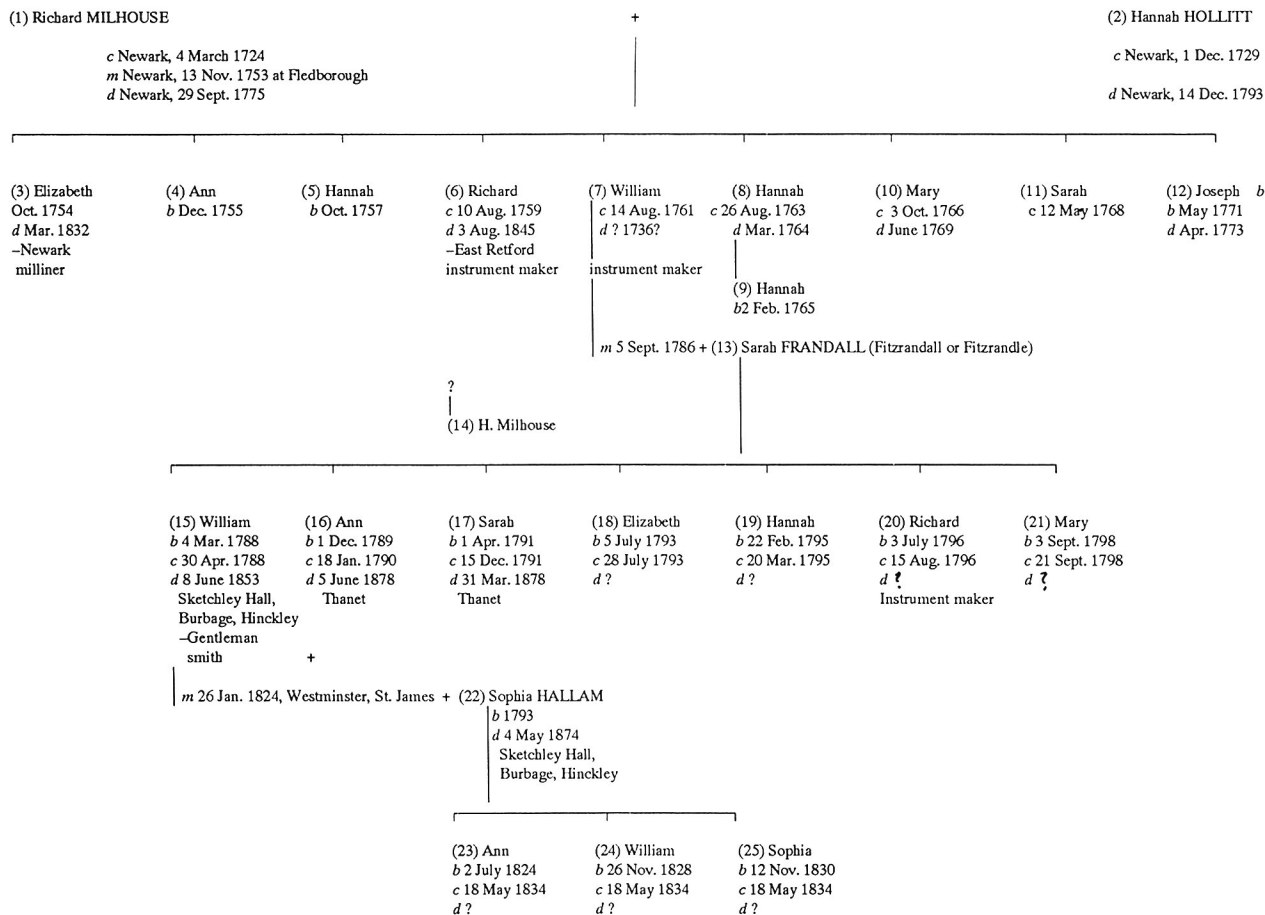 (1) Richard MILHOUSE + (2) Hannah HOLLITT
c Newark, 4 March 1724
m Newark, 13 Nov. 1753 at Fledborough
d Newark, 29 Sept. 1775
c Newark, 1 Dec. 1729
d Newark, 14 Dec. 1793
(3) Elizabeth
Oct. 1754
d Mar. 1832
–Newark
milliner
(4) Ann
b Dec. 1755
(5) Hannah
b Oct. 1757
(6) Richard
c 10 Aug. 1759
d 3 Aug. 1845
–East Retford
instrument maker
(7) William
c 14 Aug. 1761
d ? 1736?
instrument maker
(8) Hannah
c 26 Aug. 1763
d Mar. 1764
(9) Hannah
b2 Feb. 1765
(10) Mary
c 3 Oct. 1766
d June 1769
(11) Sarah
c 12 May 1768
(12) Joseph b
b May 1771
d Apr. 1773
m 5 Sept. 1786 + (13) Sarah FRANDALL (Fitzrandall or Fitzrandle)
?
(14) H. Milhouse
(15) William
b 4 Mar. 1788
c 30 Apr. 1788
d 8 June 1853
Sketchley Hall,
Burbage, Hinckley
–Gentleman
smith
(16) Ann
b 1 Dec. 1789
c 18 Jan. 1790
d 5 June 1878
Thanet
+
(17) Sarah
b 1 Apr. 1791
c 15 Dec. 1791
d 31 Mar. 1878
Thanet
(18) Elizabeth
b 5 July 1793
c 28 July 1793
d ?
(19) Hannah
b 22 Feb. 1795
c 20 Mar. 1795
d ?
(20) Richard
b 3 July 1796
c 15 Aug. 1796
d ?
Instrument maker
(21) Mary
b 3 Sept. 1798
c 21 Sept. 1798
d ?
m 26 Jan. 1824, Westminster, St. James + (22) Sophia HALLAM
b 1793
d 4 May 1874
Sketchley Hall,
Burbage, Hinckley
(23) Ann
b 2 July 1824
c 18 May 1834
d ?
(24) William
b 26 Nov. 1828
c 18 May 1834
d ?
(25) Sophia
b 12 Nov. 1830
c 18 May 1834
d ?